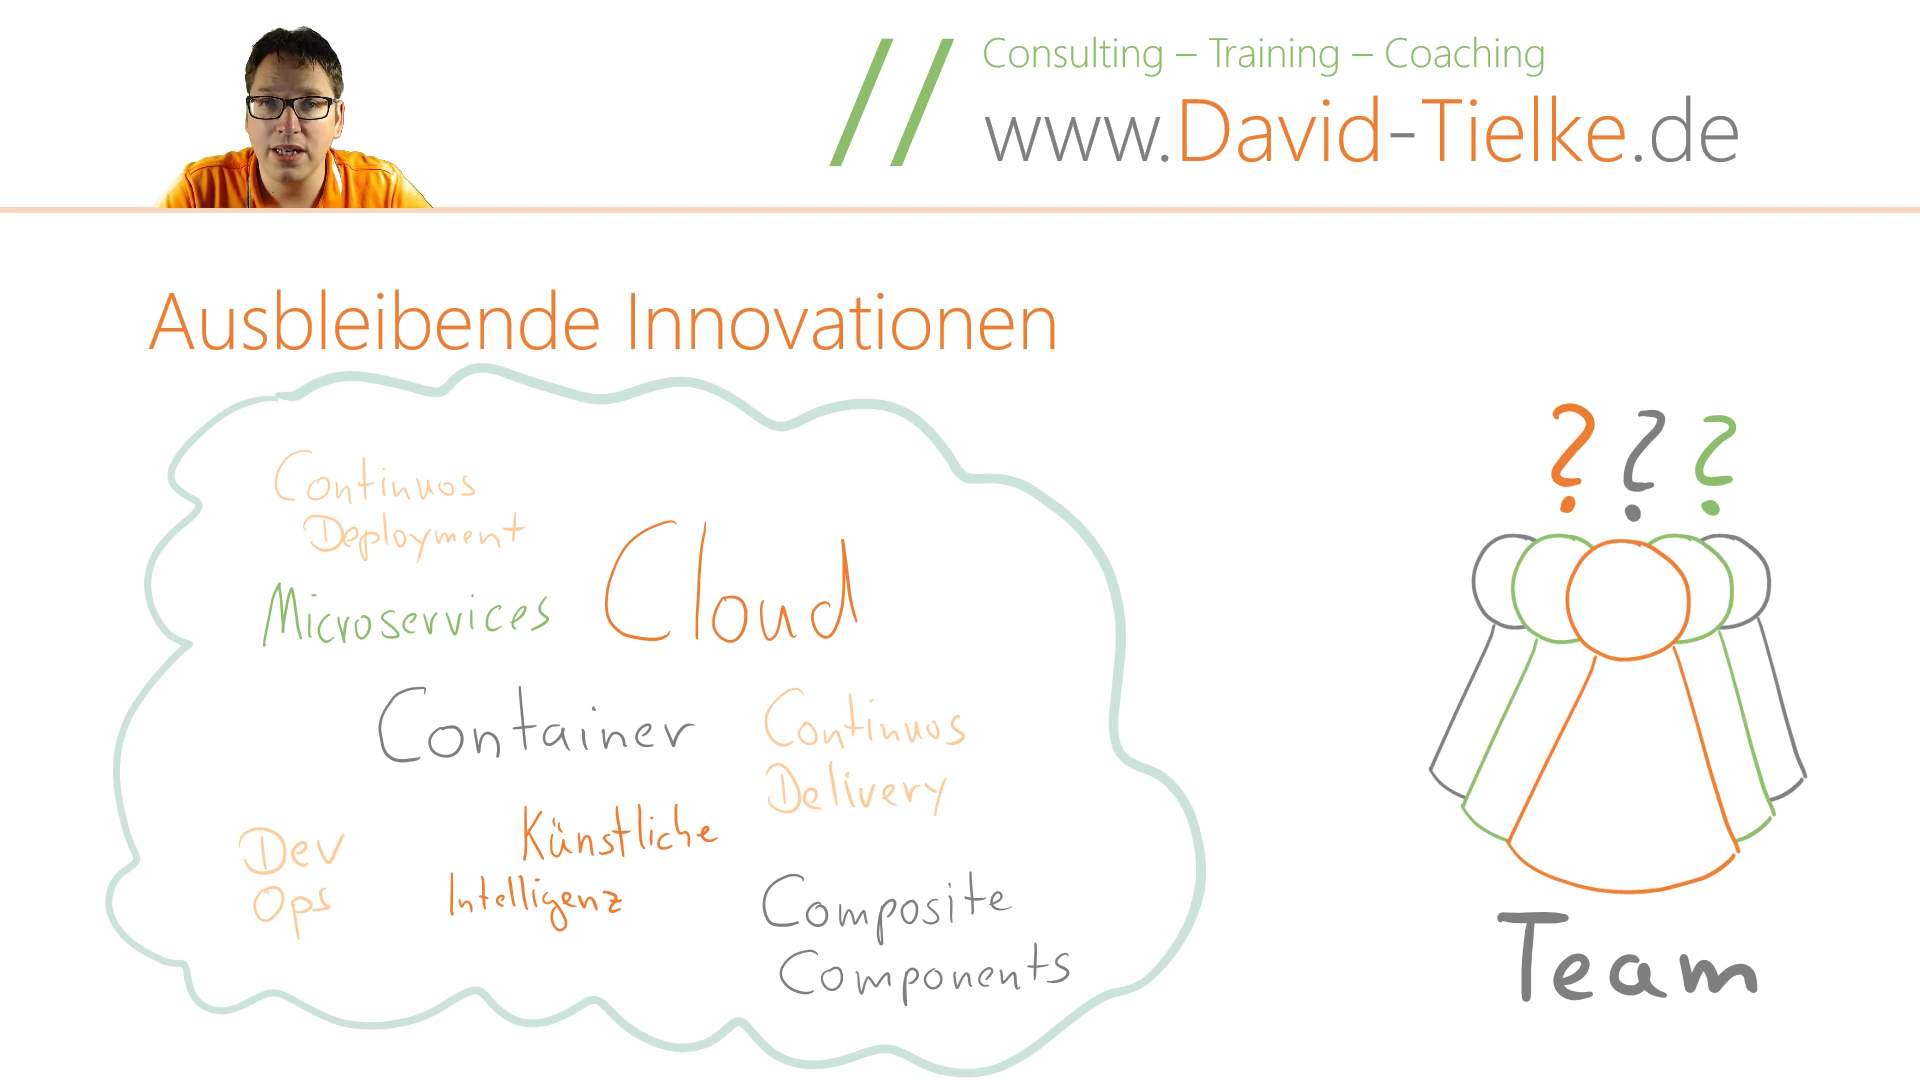 Consulting – Training – Coaching
www.David-Tielke.de
Ausbleibende Innovationen
Continuos
Deployment
Microservices
Cloud
Container
Continuos
Delivery
Dev
Ops
Künstliche
Intelligenz
Composite
Components
? ? ?
Team